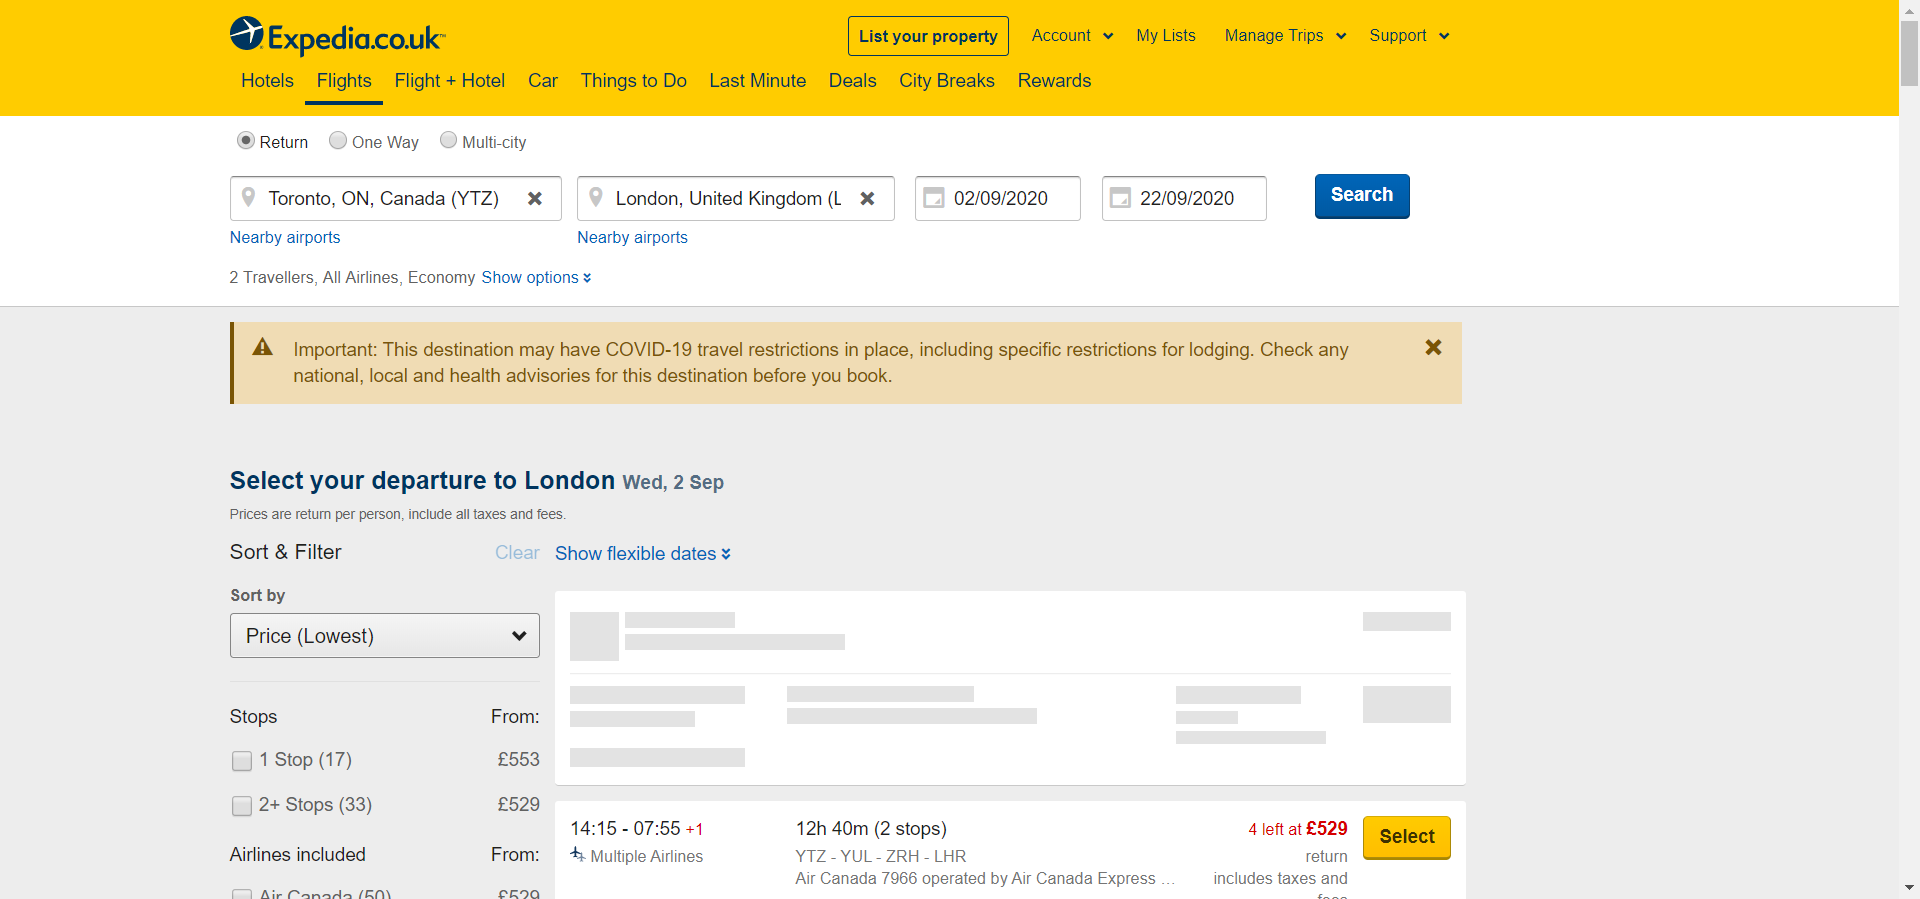 Expedia.co.uk™
List your property
Account
My Lists
Manage Trips
Support
Hotels
Flights
Flight + Hotel
Car
Things to Do
Last Minute
Deals
City Breaks
Rewards
Return
One Way
Multi-city
Toronto, ON, Canada (YTZ)
London, United Kingdom (L
02/09/2020
22/09/2020
Search
Nearby airports
Nearby airports
2 Travellers, All Airlines, Economy Show options
Important: This destination may have COVID-19 travel restrictions in place, including specific restrictions for lodging. Check any
national, local and health advisories for this destination before you book.
Select your departure to London Wed, 2 Sep
Prices are return per person, include all taxes and fees.
Sort & Filter
Clear
Show flexible dates
Sort by
Price (Lowest)
Stops From:
1 Stop (17) £553
2+ Stops (33) £529
Airlines included From:
Air Canada (50) £529
14:15 - 07:55 +1
Multiple Airlines
12h 40m (2 stops)
YTZ - YUL - ZRH - LHR
Air Canada 7966 operated by Air Canada Express ...
4 left at £529
return
includes taxes and
fees
Select